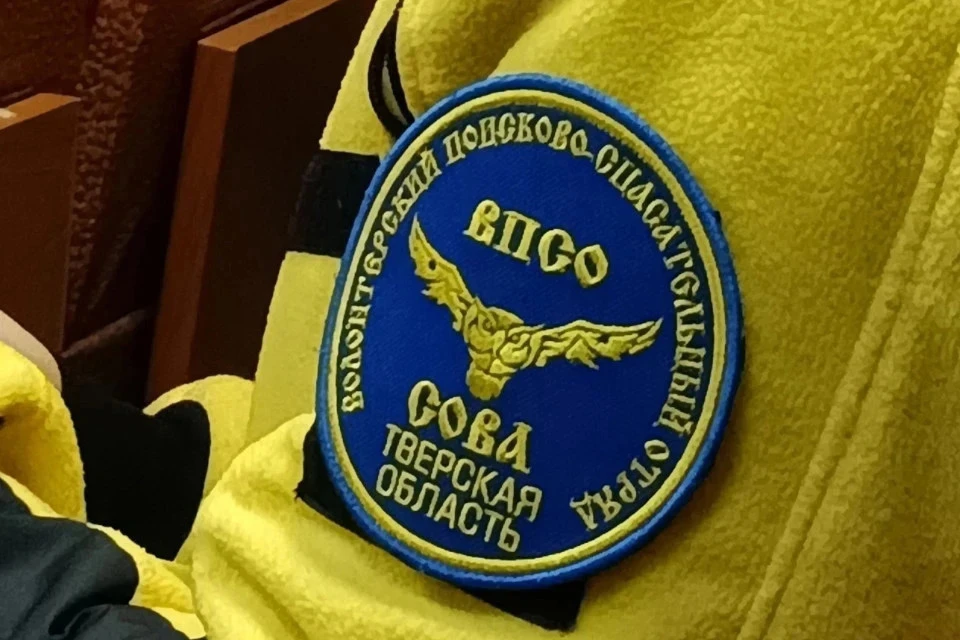 ВОЛОНТЕРСКИЙ ПОИСКОВО-СПАСАТЕЛЬНЫЙ ОТРЯД
ВПСО
СОВА
ТВЕРСКАЯ
ОБЛАСТЬ